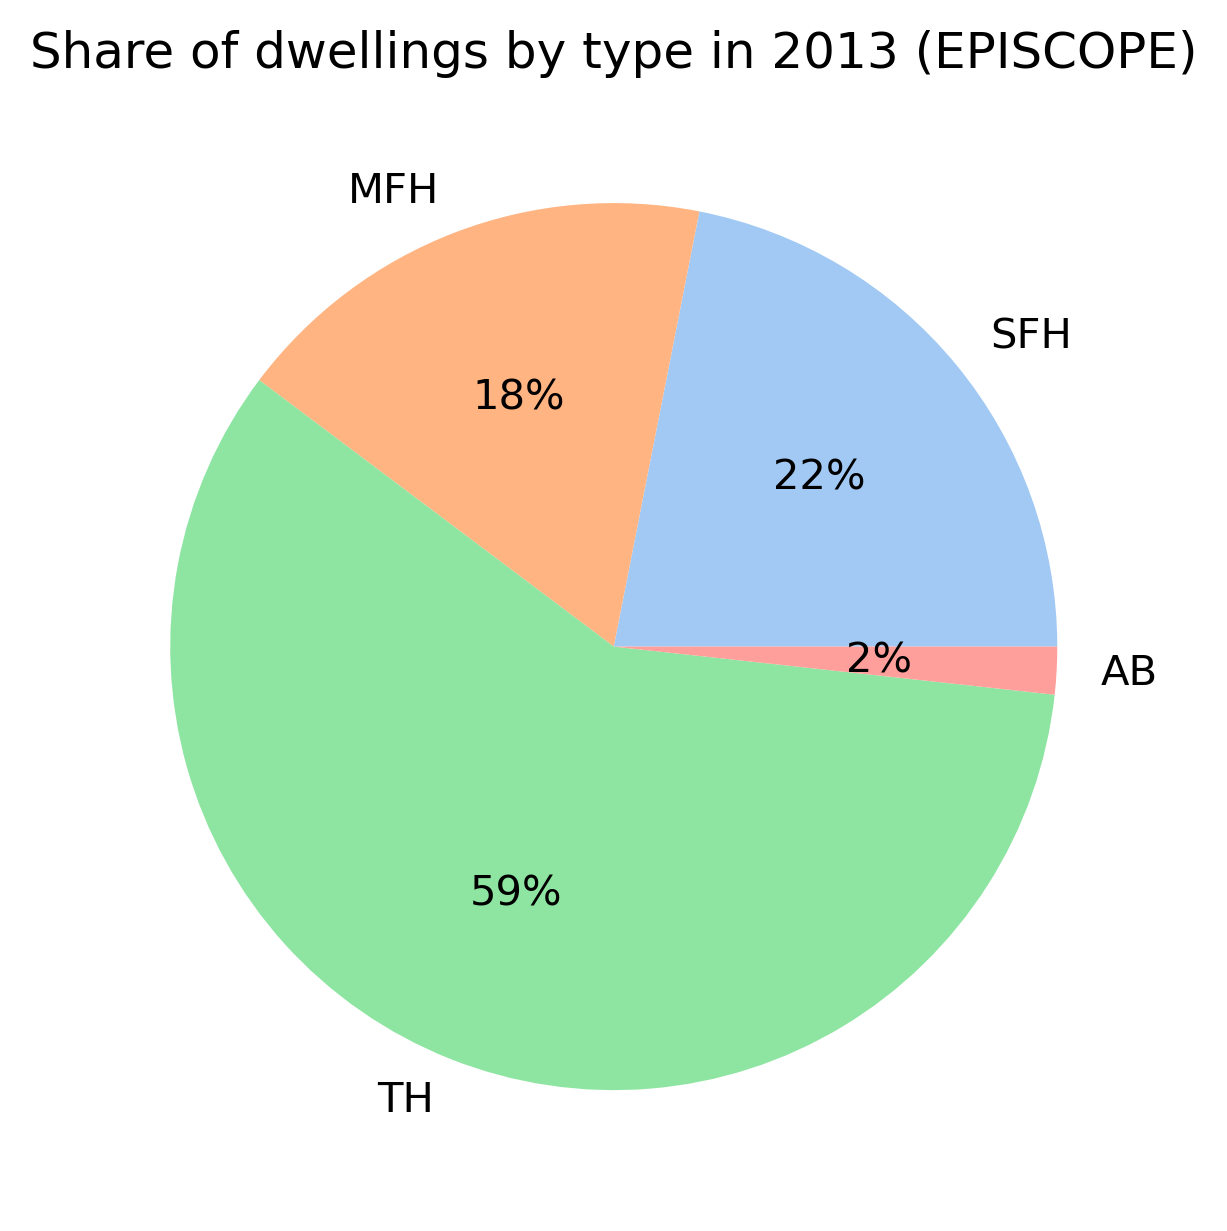 Share of dwellings by type in 2013 (EPISCOPE)
MFH
SFH
18%
22%
2%
AB
59%
TH